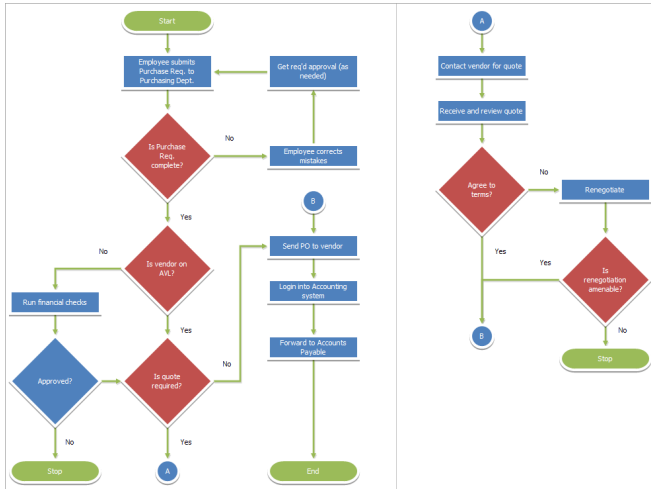 Start
Employee submits
Purchase Req. to
Purchasing Dept.
Get req'd approval (as
needed)
Is Purchase
Req.
complete?
No
Employee corrects
mistakes
Yes
B
No
Is vendor on
AVL?
Send PO to vendor
Run financial checks
Yes
Login into Accounting
system
Approved?
Is quote
required?
No
Forward to Accounts
Payable
No
Yes
Stop
A
End
A
Contact vendor for quote
Receive and review quote
Agree to
terms?
No
Renegotiate
Yes
Yes
Is
renegotiation
amenable?
B
No
Stop